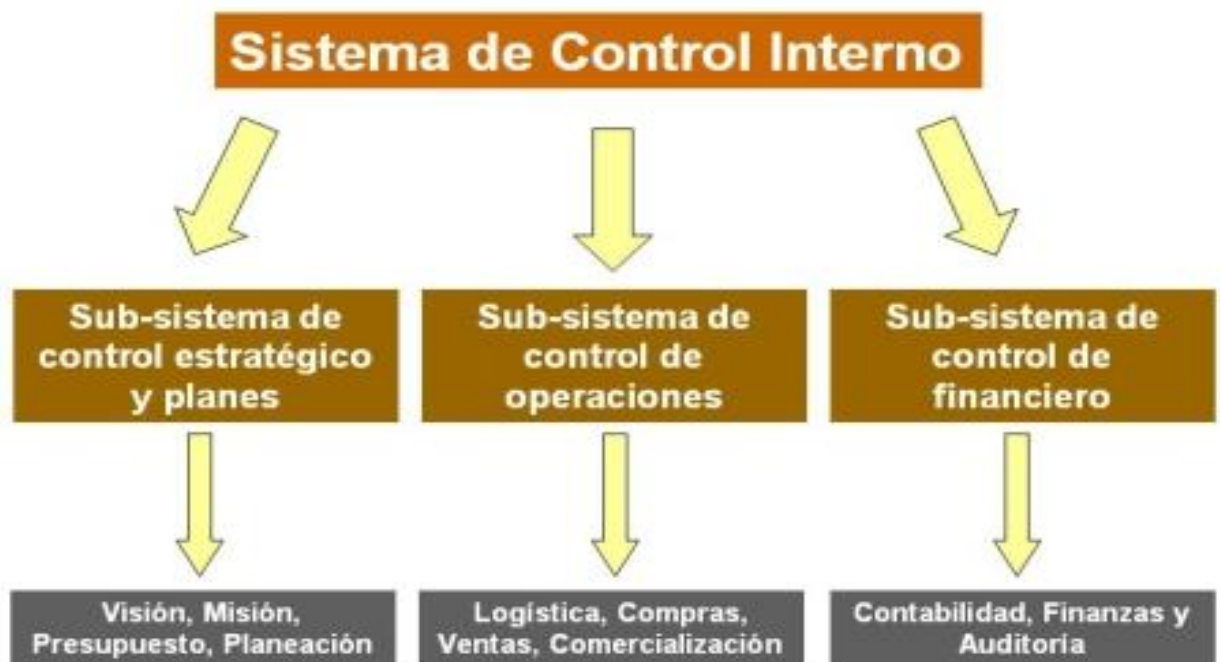 Sistema de Control Interno
Sub-sistema de
control estratégico
y planes
Sub-sistema de
control de
operaciones
Sub-sistema de
control de
financiero
Visión, Misión,
Presupuesto, Planeación
Logística, Compras,
Ventas, Comercialización
Contabilidad, Finanzas y
Auditoría